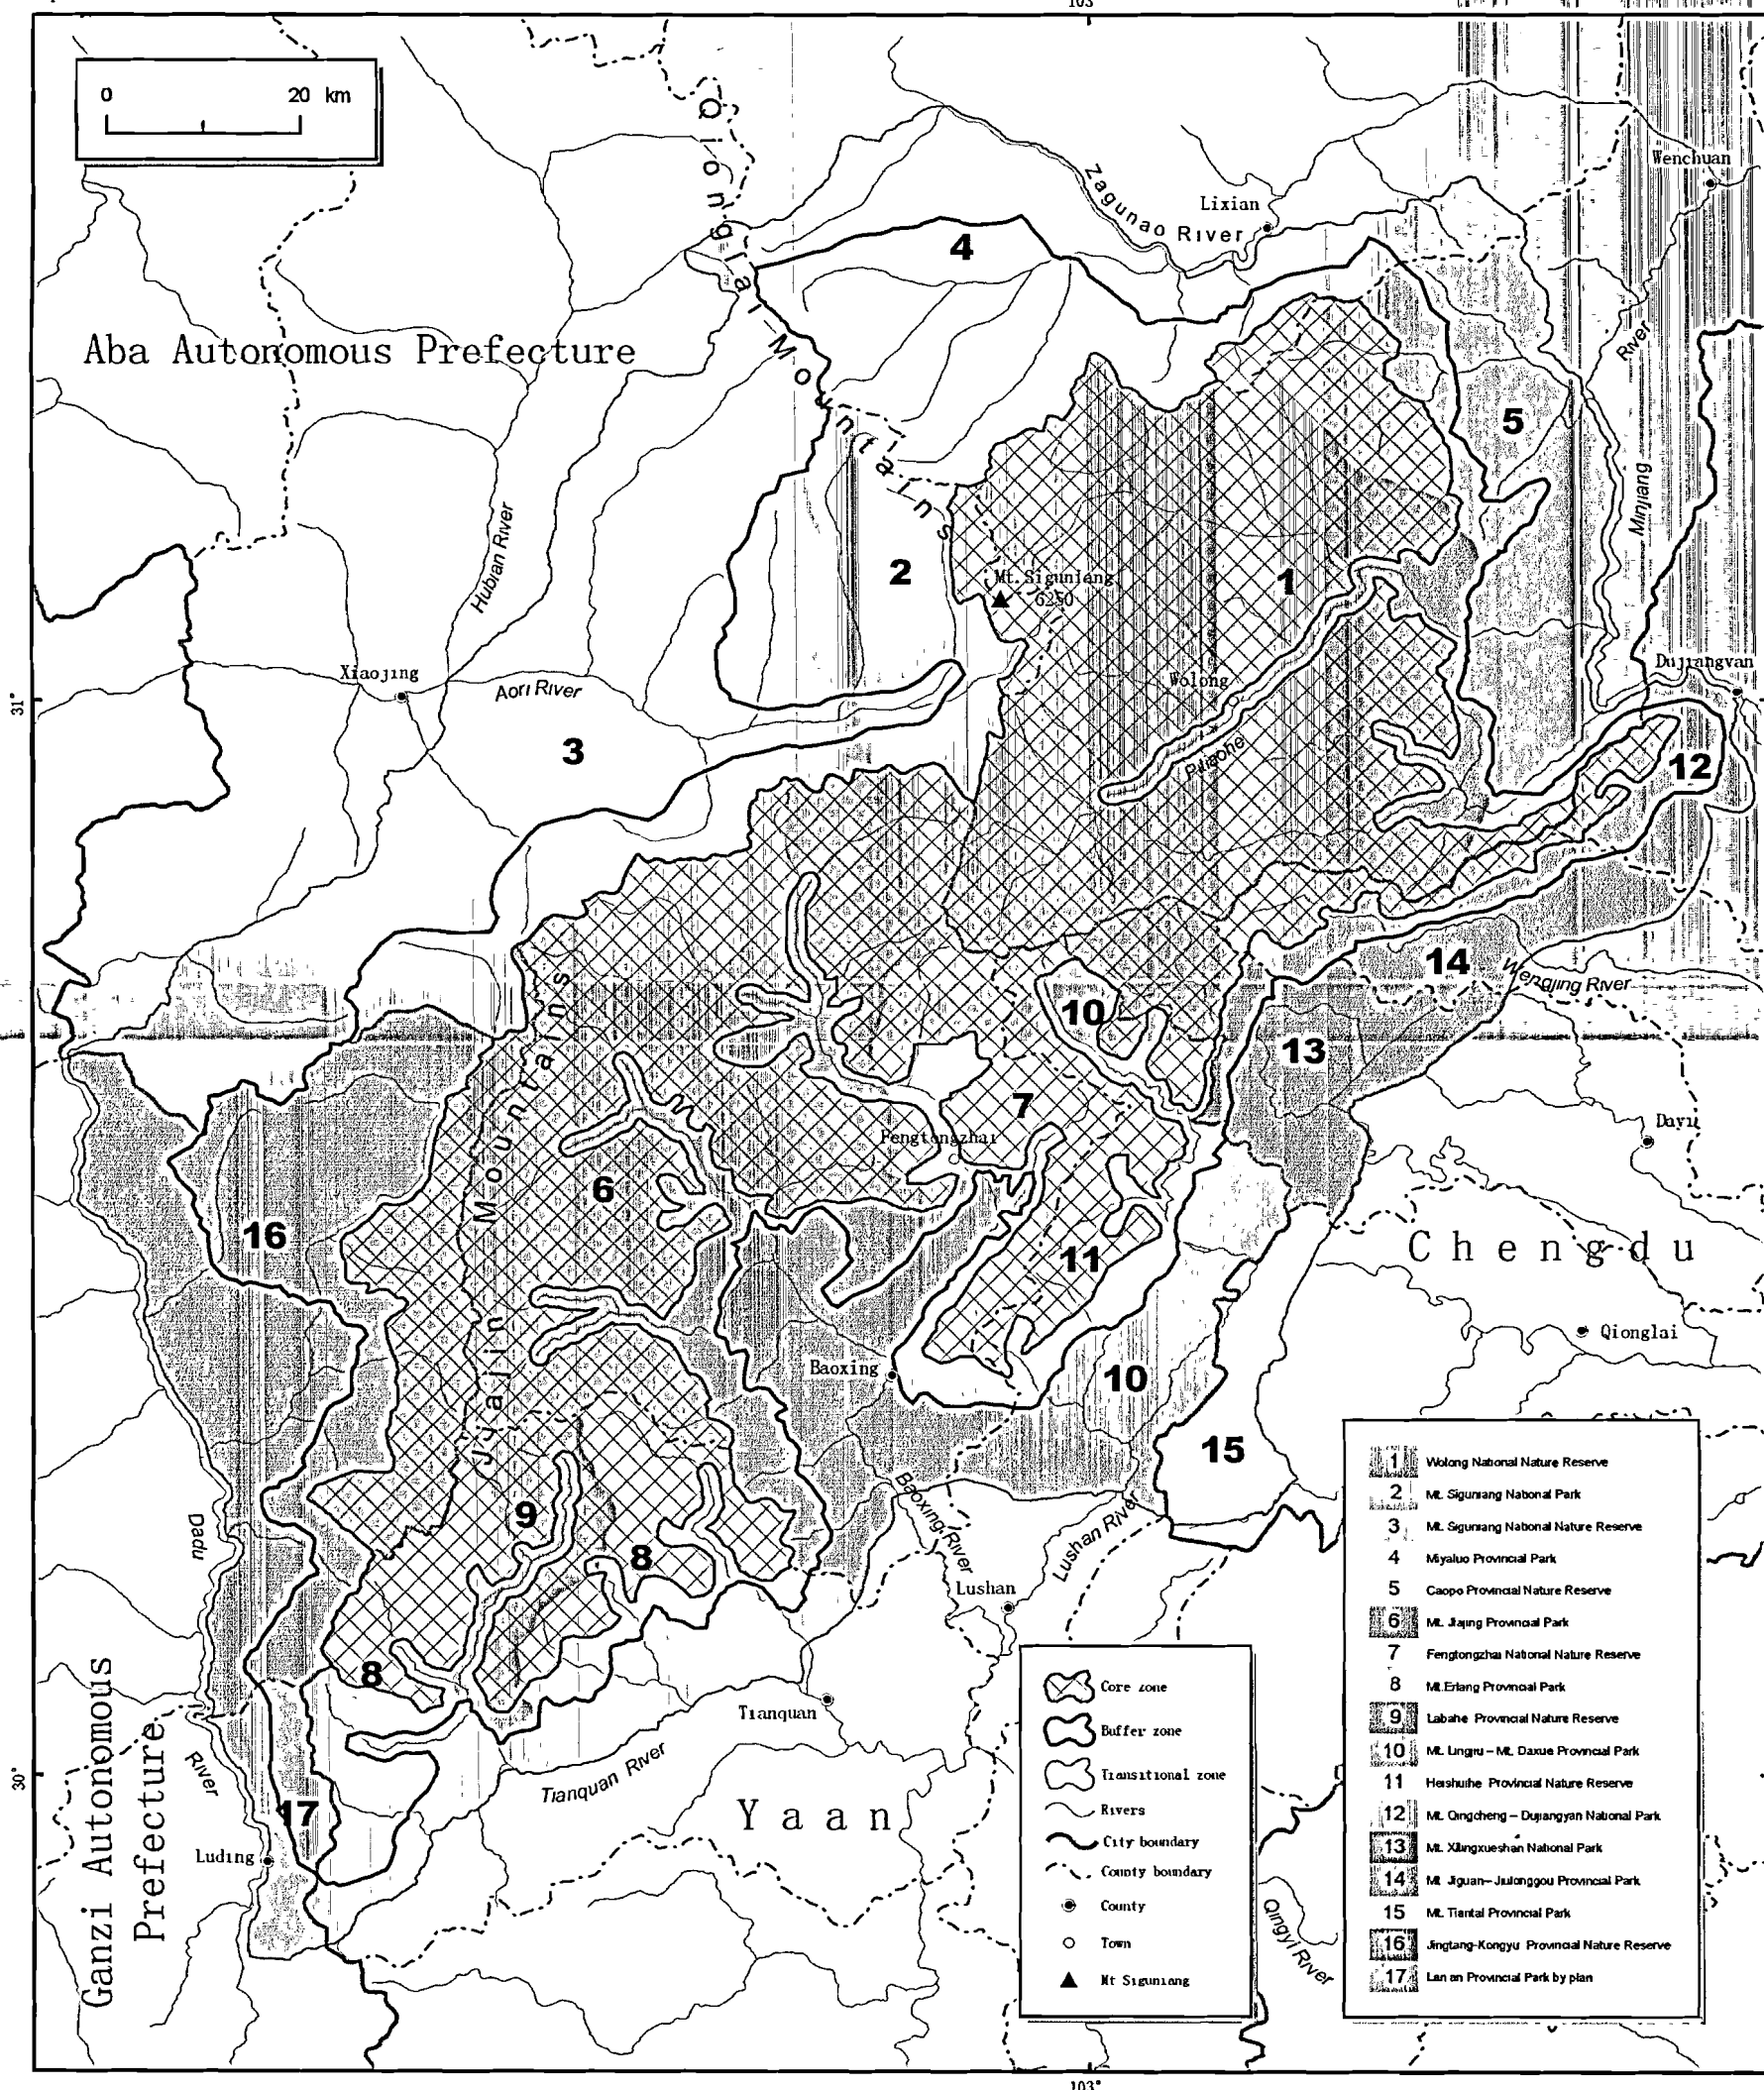 103°
0 20 km
Qionglai Mountains
Zagunao River
Lixian
Wenchuan
4
Aba Autonomous Prefecture
River
5
Minjiang
Hubian River
2
Mt. Siguniang
6250
1
Xiaojing
Aori River
Wolong
Dujiangyan
31°
3
Pitiaohe
12
14
Wengjing River
10
13
Jiajin Mountains
7
Dayi
Fengtongzhai
6
16
11
Chengdu
Qionglai
Baoxing
10
15
9
Baoxing River
Lushan River
Dadu
8
Lushan
8
Tianquan
River
Tianquan River
30°
Ganzi Autonomous
Prefecture
17
Yaan
Luding
Qingyi River
Core zone
Buffer zone
Transitional zone
Rivers
City boundary
County boundary
County
Town
Mt Siguniang
1 Wolong National Nature Reserve
2 Mt. Siguniang National Park
3 Mt. Siguniang National Nature Reserve
4 Miyaluo Provincial Park
5 Caopo Provincial Nature Reserve
6 Mt. Jiajing Provincial Park
7 Fengtongzhai National Nature Reserve
8 Mt.Erlang Provincial Park
9 Labahe Provincial Nature Reserve
10 Mt. Lingjiu – Mt. Daxue Provincial Park
11 Heishuihe Provincial Nature Reserve
12 Mt. Qingcheng – Dujiangyan National Park
13 Mt. Xilingxueshan National Park
14 Mt. Jiguan– Jiulonggou Provincial Park
15 Mt. Tiantai Provincial Park
16 Jingtang-Kongyu Provincial Nature Reserve
17 Lan an Provincial Park by plan
103°